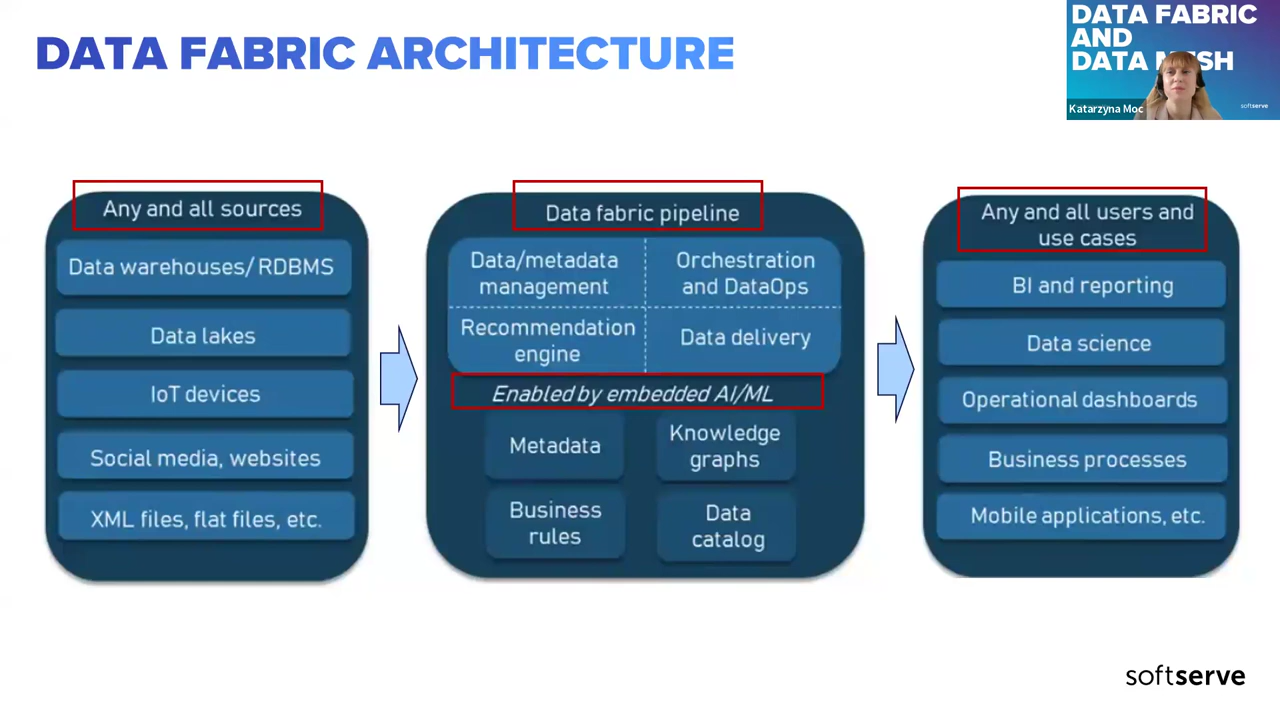 DATA FABRIC ARCHITECTURE
DATA FABRIC
AND
DATA MESH
Katarzyna Moc
softserve
Any and all sources
Data warehouses/ RDBMS
Data lakes
IoT devices
Social media, websites
XML files, flat files, etc.
Data fabric pipeline
Data/metadata
management
Orchestration
and DataOps
Recommendation
engine
Data delivery
Enabled by embedded AI/ML
Metadata
Knowledge
graphs
Business
rules
Data
catalog
Any and all users and
use cases
BI and reporting
Data science
Operational dashboards
Business processes
Mobile applications, etc.
softserve